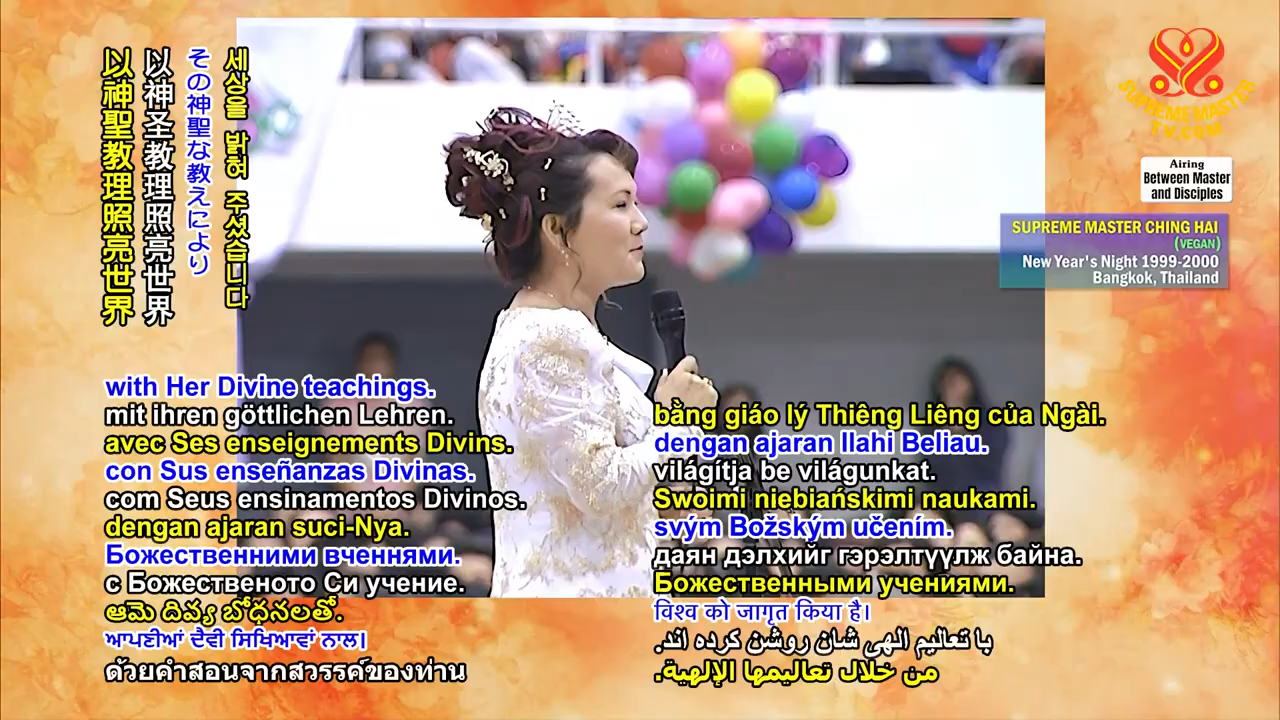 세상을 밝혀 주셨습니다
その神聖な教えにより
以神圣教理照亮世界
以神聖教理照亮世界
SUPREME MASTER
TV.COM
Airing
Between Master
and Disciples
SUPREME MASTER CHING HAI
(VEGAN)
New Year's Night 1999-2000
Bangkok, Thailand
with Her Divine teachings.
mit ihren göttlichen Lehren.
avec Ses enseignements Divins.
con Sus enseñanzas Divinas.
com Seus ensinamentos Divinos.
dengan ajaran suci-Nya.
Божественними вченнями.
с Божественото Си учение.
ఆమె దివ్య బోధనలతో.
ਆਪਣੀਆਂ ਦੈਵੀ ਸਿਖਿਆਵਾਂ ਨਾਲ।
ด้วยคำสอนจากสวรรค์ของท่าน
bằng giáo lý Thiêng Liêng của Ngài.
dengan ajaran Ilahi Beliau.
világítja be világunkat.
Swoimi niebiańskimi naukami.
svým Božským učením.
даян дэлхийг гэрэлтүүлж байна.
Божественными учениями.
विश्व को जागृत किया है।
با تعالیم الهی شان روشن کرده اند.
من خلال تعاليمها الإلهية.